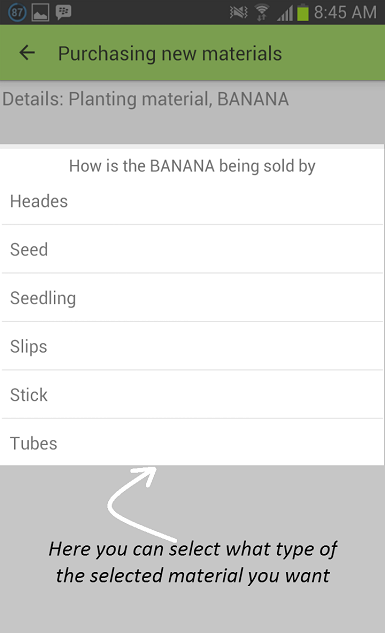 87 8:45 AM
Purchasing new materials
Details: Planting material, BANANA
How is the BANANA being sold by
Heades
Seed
Seedling
Slips
Stick
Tubes
Here you can select what type of
the selected material you want